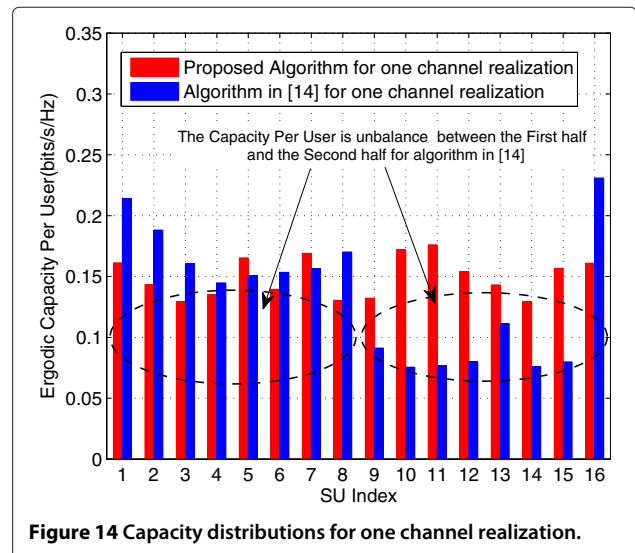 0.35
0.3
0.25
0.2
0.15
0.1
0.05
0
Ergodic Capacity Per User(bits/s/Hz)
Proposed Algorithm for one channel realization
Algorithm in [14] for one channel realization
The Capacity Per User is unbalance between the First half
and the Second half for algorithm in [14]
1 2 3 4 5 6 7 8 9 10 11 12 13 14 15 16
SU Index
Figure 14 Capacity distributions for one channel realization.